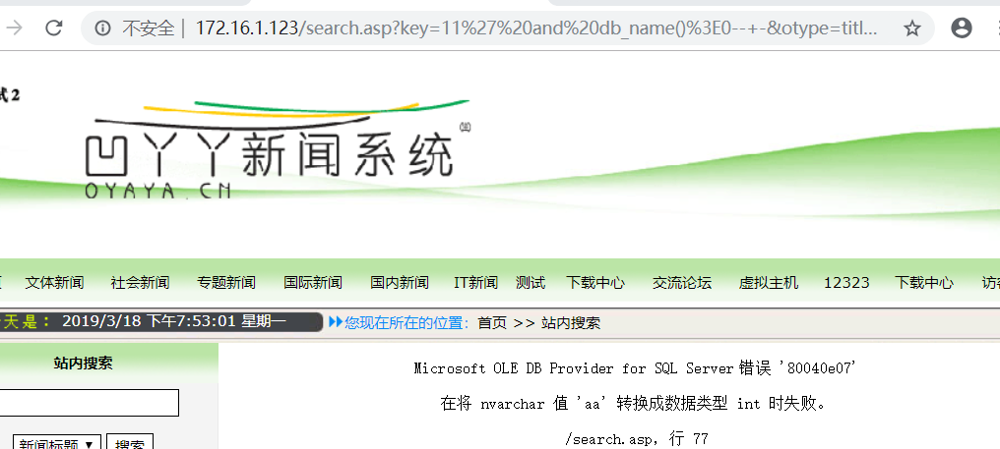 不安全 | 172.16.1.123/search.asp?key=11%27%20and%20db_name()%3E0--+-&otype=titl...
试2
凹丫丫新闻系统
OYAYA.CN
文体新闻 社会新闻 专题新闻 国际新闻 国内新闻 IT新闻 测试 下载中心 交流论坛 虚拟主机 12323 下载中心 访
天是： 2019/3/18 下午7:53:01 星期一 您现在所在的位置：首页 >> 站内搜索
站内搜索
Microsoft OLE DB Provider for SQL Server 错误 '80040e07'
在将 nvarchar 值 'aa' 转换成数据类型 int 时失败。
/search.asp，行 77
新闻标题 ▼ 搜索